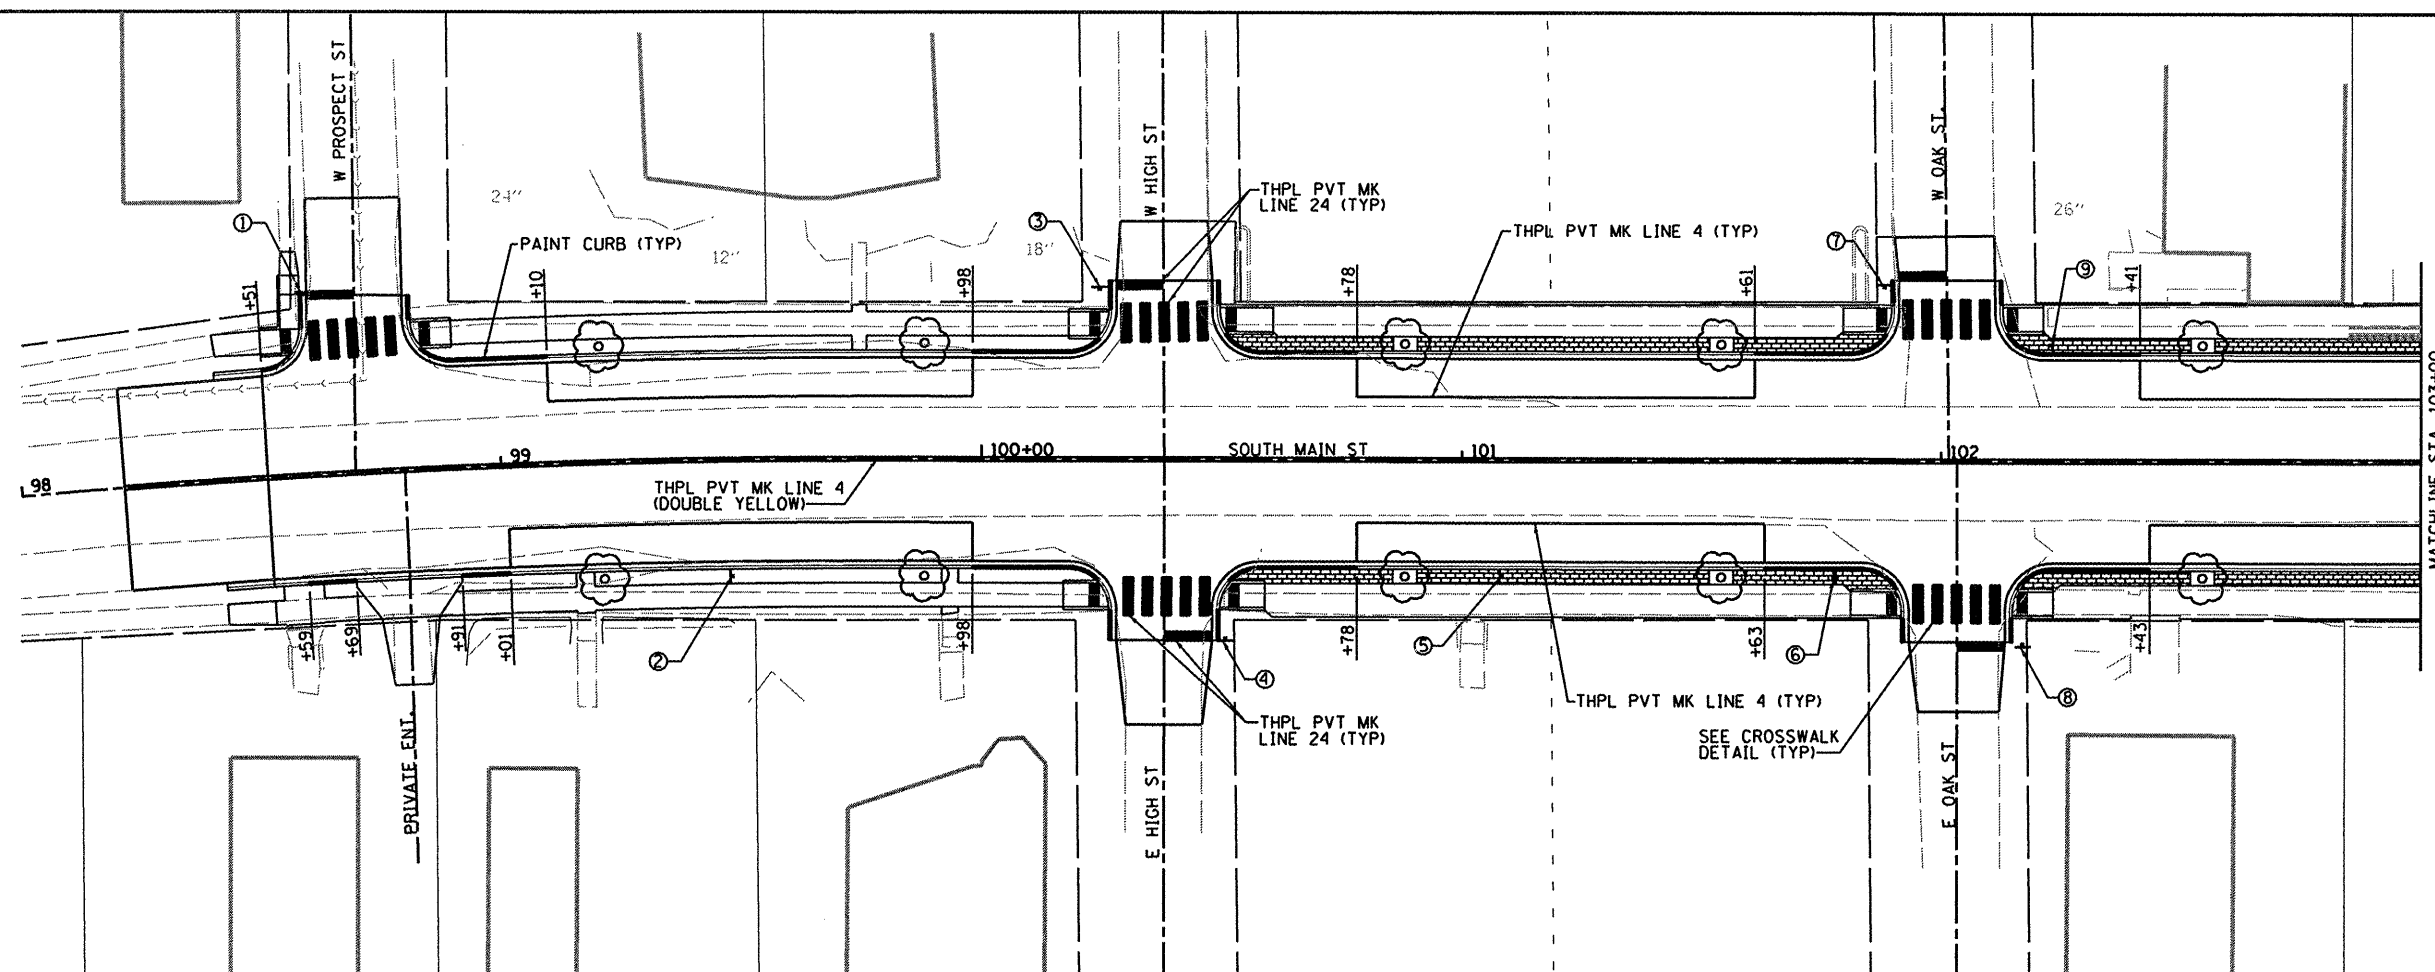 W PROSPECT ST
W HIGH ST
W OAK ST.
24"
12"
18"
26"
①
③
⑦
⑨
THPL PVT MK
LINE 24 (TYP)
PAINT CURB (TYP)
THPL PVT MK LINE 4 (TYP)
+51
+10
+98
+78
+61
+41
98
99
100+00
SOUTH MAIN ST
101
102
MATCHLINE STA 103+00
THPL PVT MK LINE 4
(DOUBLE YELLOW)
+59
+69
+91
+01
+98
+78
+63
+43
②
④
⑤
⑥
⑧
THPL PVT MK LINE 4 (TYP)
THPL PVT MK
LINE 24 (TYP)
SEE CROSSWALK
DETAIL (TYP)
PRIVATE ENT.
E HIGH ST
E OAK ST